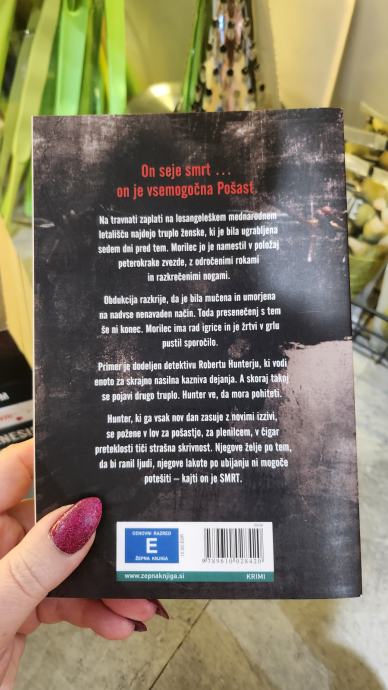 On seje smrt ...
on je vsemogočna Pošast.
Na travnati zaplati na losangeleškem mednarodnem
letališču najdejo truplo ženske, ki je bila ugrabljena
sedem dni pred tem. Morilec jo je namestil v položaj
peterokrake zvezde, z odročenimi rokami
in razkrečenimi nogami.
Obdukcija razkrije, da je bila mučena in umorjena
na nadvse nenavaden način. Toda presenečenj s tem
še ni konec. Morilec ima rad igrice in je žrtvi v grlu
pustil sporočilo.
Primer je dodeljen detektivu Robertu Hunterju, ki vodi
enoto za skrajno nasilna kazniva dejanja. A skoraj takoj
se pojavi drugo truplo. Hunter ve, da mora pohiteti.
Hunter, ki ga vsak nov dan zasuje z novimi izzivi,
se požene v lov za pošastjo, za plenilcem, v čigar
preteklosti tiči strašna skrivnost. Njegove želje po tem,
da bi ranil ljudi, njegove lakote po ubijanju ni mogoče
potešiti – kajti on je SMRT.
CENOVNI RAZRED
E
ŽEPNA KNJIGA
9 789610 028420
www.zepnaknjiga.si
KRIMI